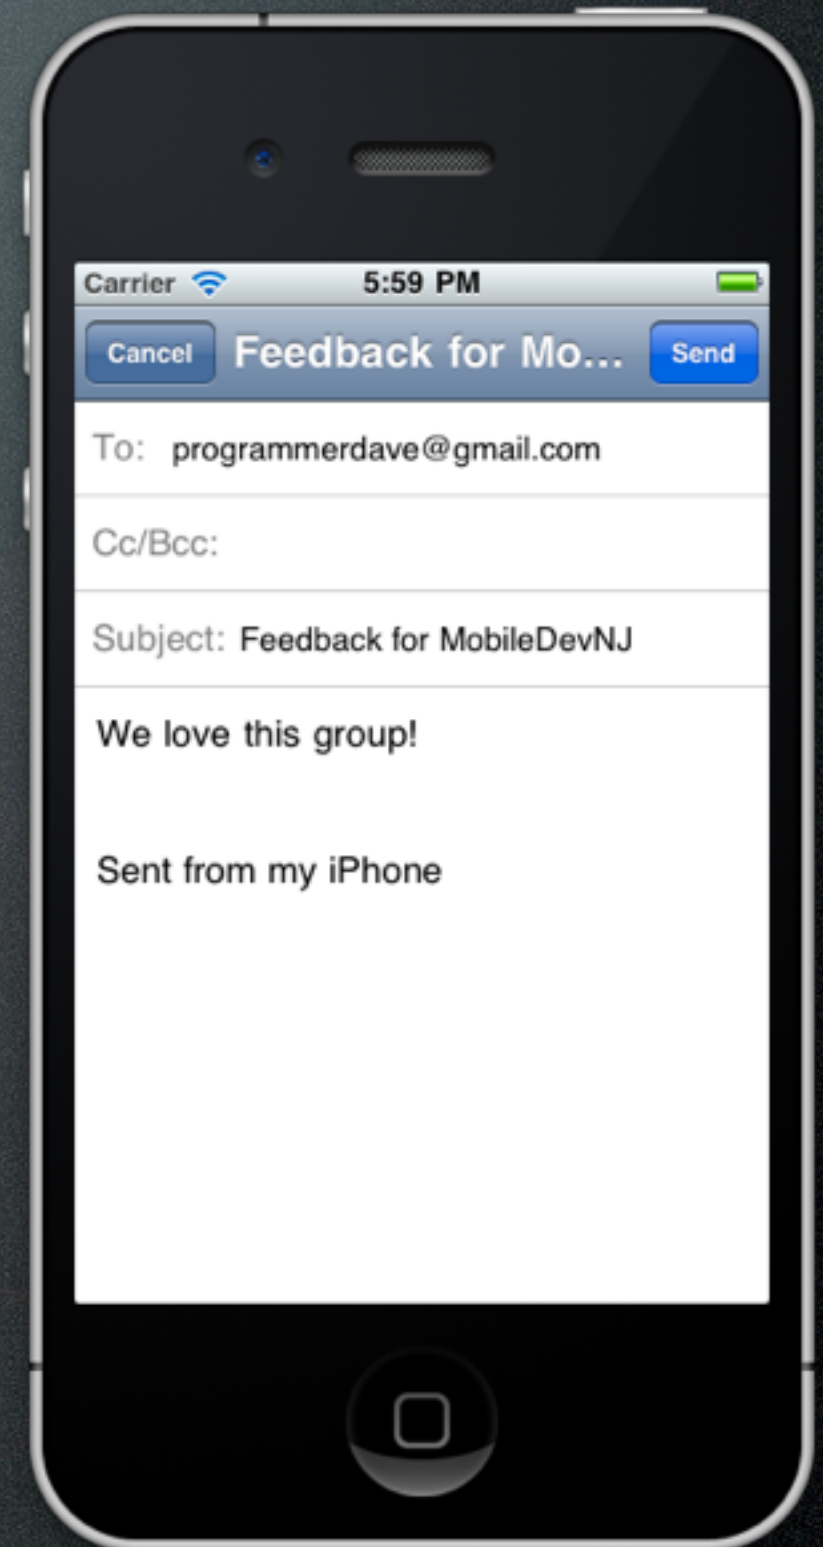 Carrier 5:59 PM
Cancel Feedback for Mo... Send
To: programmerdave@gmail.com
Cc/Bcc:
Subject: Feedback for MobileDevNJ
We love this group!
Sent from my iPhone